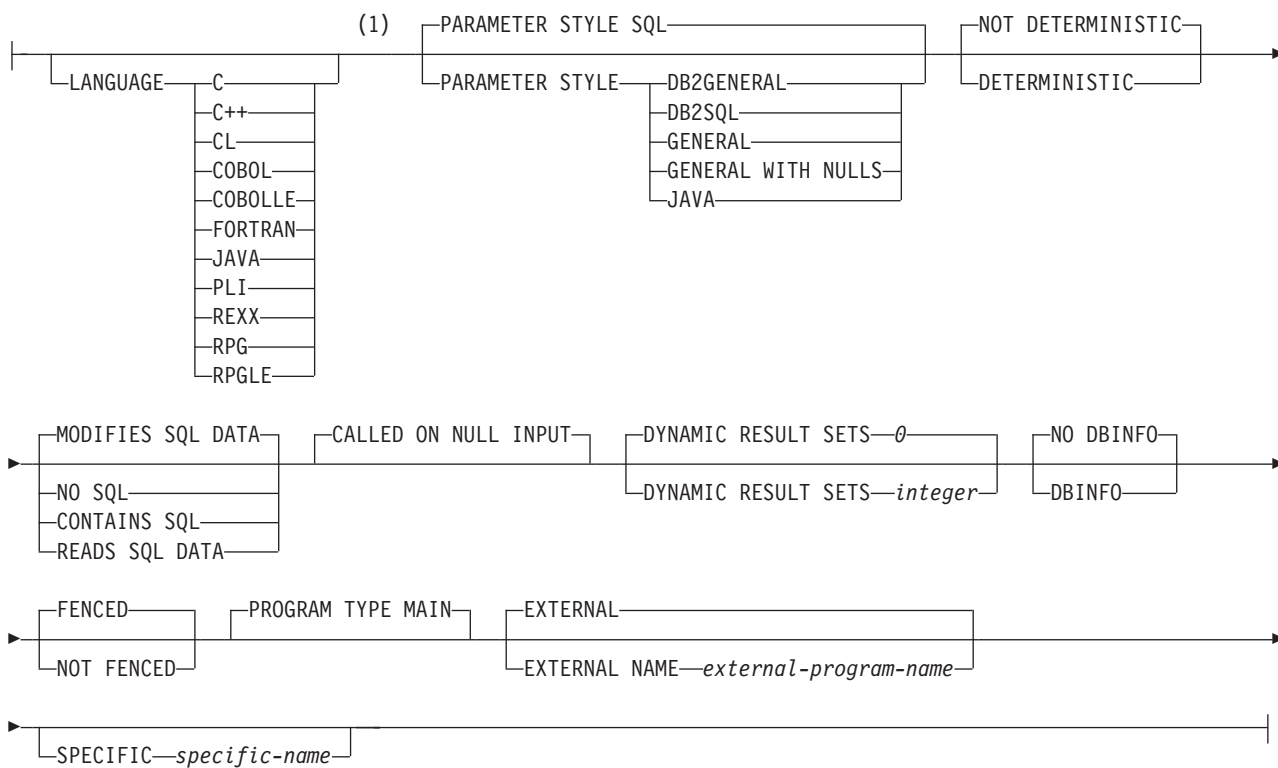 (1) PARAMETER STYLE SQL NOT DETERMINISTIC
LANGUAGE C PARAMETER STYLE DB2GENERAL DETERMINISTIC
C++ DB2SQL
CL GENERAL
COBOL GENERAL WITH NULLS
COBOLLE JAVA
FORTRAN
JAVA
PLI
REXX
RPG
RPGLE
MODIFIES SQL DATA CALLED ON NULL INPUT DYNAMIC RESULT SETS 0 NO DBINFO
NO SQL DYNAMIC RESULT SETS integer DBINFO
CONTAINS SQL
READS SQL DATA
FENCED PROGRAM TYPE MAIN EXTERNAL
NOT FENCED EXTERNAL NAME external-program-name
SPECIFIC specific-name